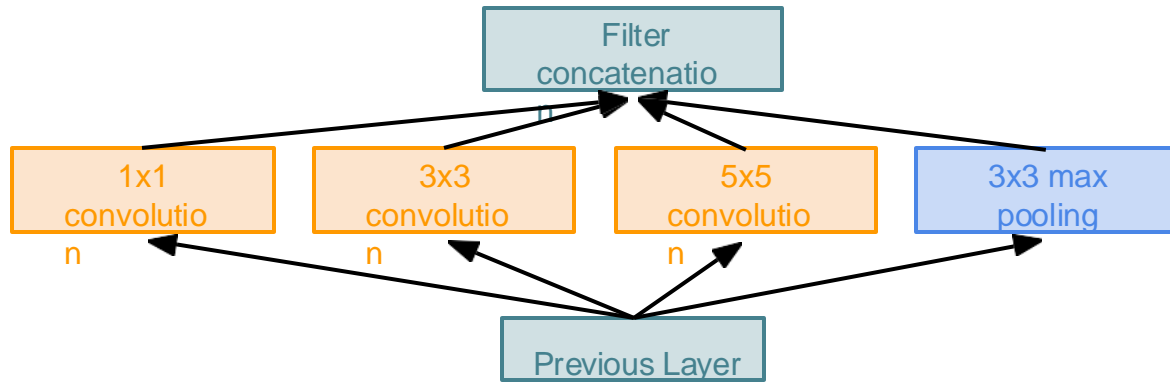 Filter
concatenatio
n
1x1
convolutio
n
3x3
convolutio
n
5x5
convolutio
n
3x3 max
pooling
Previous Layer